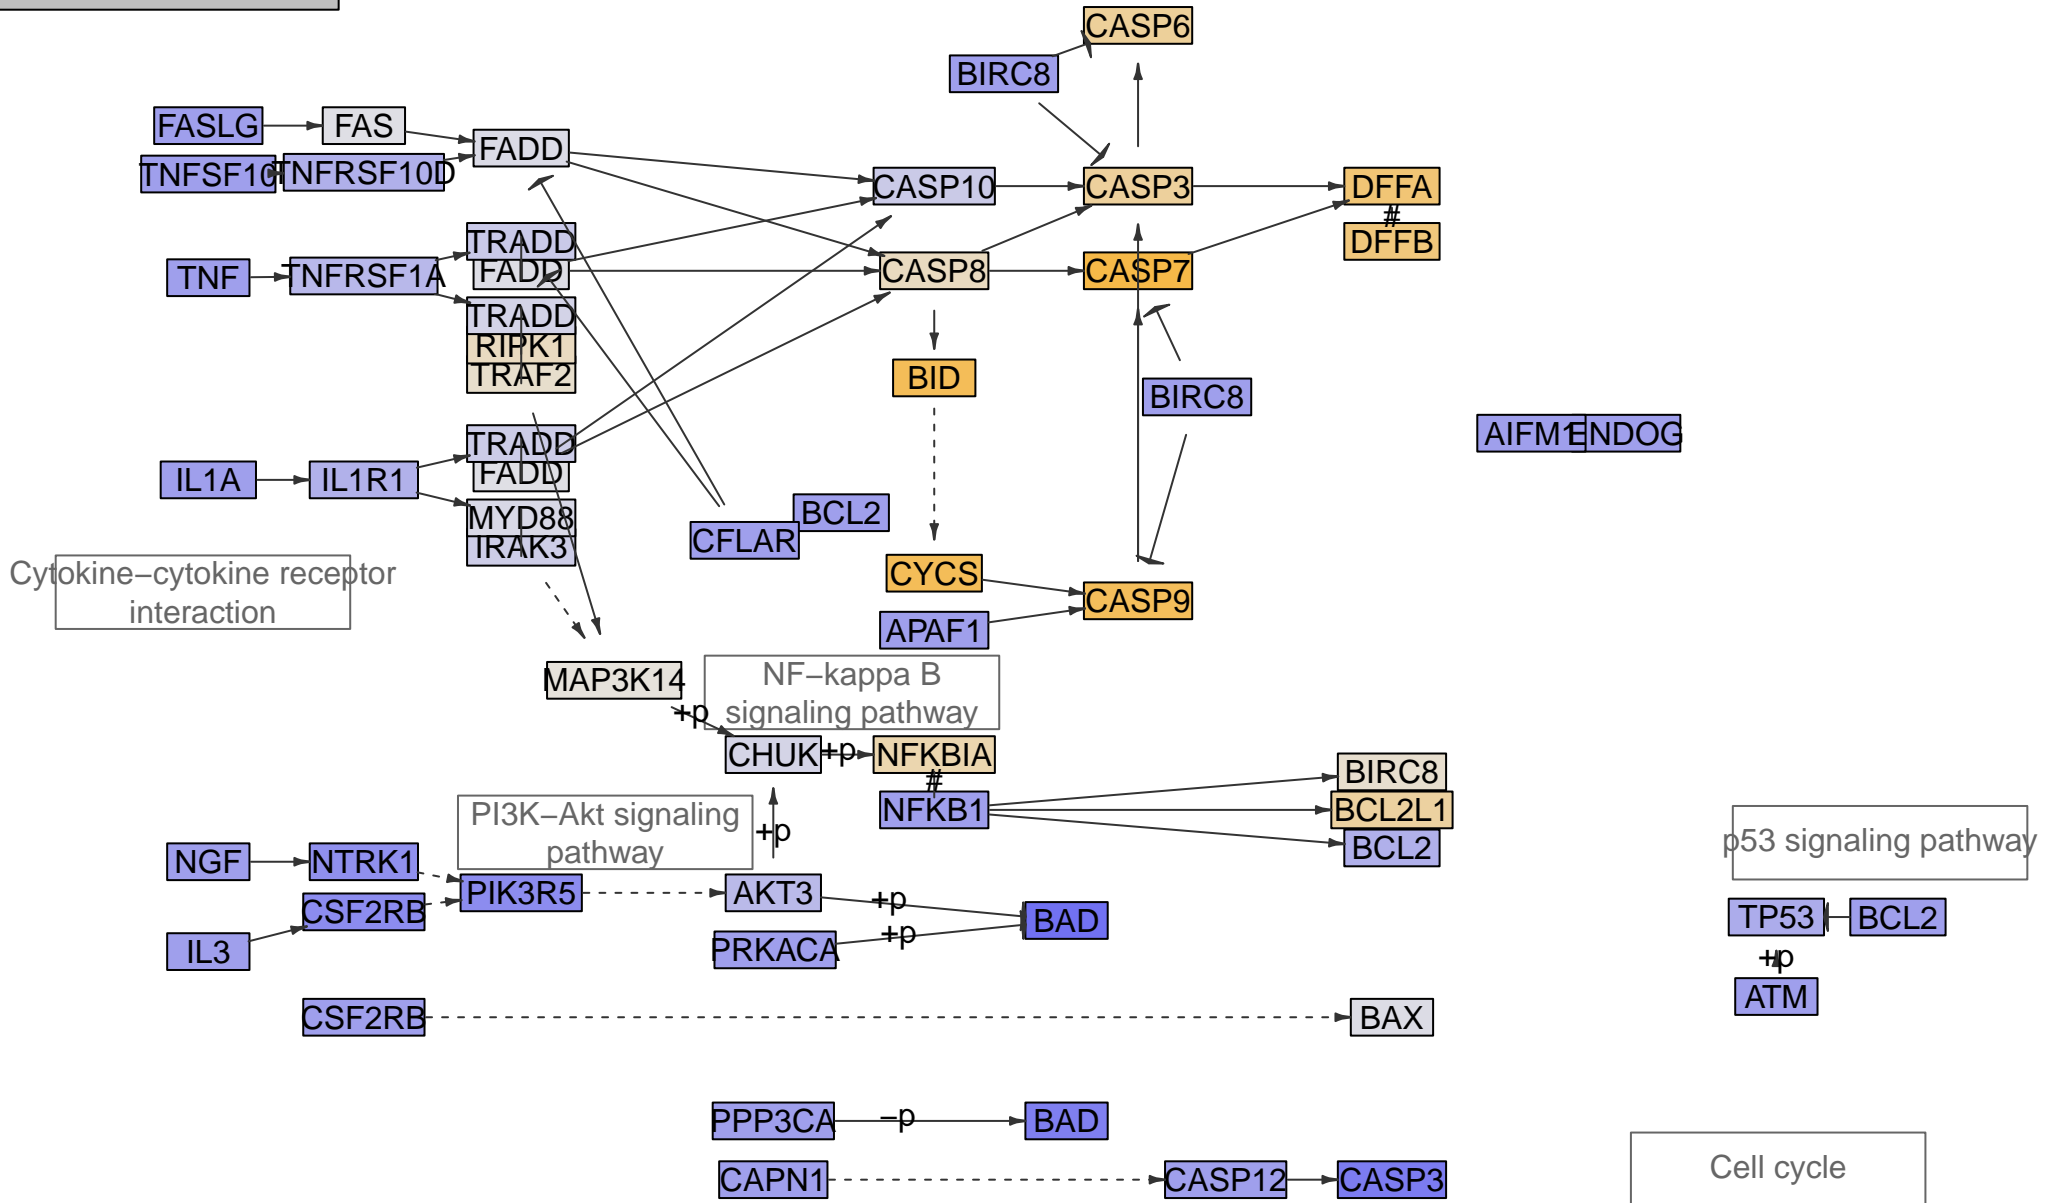 CASP6
BIRC8
FASLG
FAS
FADD
TNFSF10
TNFRSF10D
CASP10
CASP3
DFFA
#
DFFB
TRADD
FADD
TNF
TNFRSF1A
CASP8
CASP7
TRADD
RIPK1
TRAF2
BID
BIRC8
AIFM1
ENDOG
TRADD
FADD
IL1A
IL1R1
MYD88
IRAK3
BCL2
CFLAR
Cytokine–cytokine receptor
interaction
CYCS
CASP9
APAF1
MAP3K14
NF–kappa B
signaling pathway
+p
CHUK
+p
NFKBIA
#
NFKB1
BIRC8
BCL2L1
BCL2
PI3K–Akt signaling
pathway
+p
p53 signaling pathway
NGF
NTRK1
PIK3R5
AKT3
+p
CSF2RB
BAD
IL3
PRKACA
+p
TP53
BCL2
+p
ATM
CSF2RB
BAX
PPP3CA
–p
BAD
CAPN1
CASP12
CASP3
Cell cycle